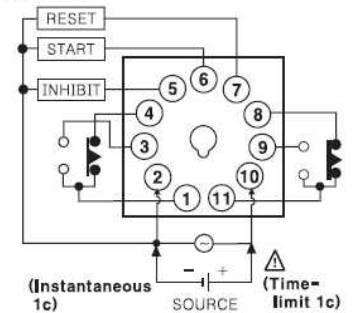 RESET
START
INHIBIT
6
5
7
4
8
3
9
2
10
1
11
~
- +
(Instantaneous
1c)
SOURCE
(Time-
limit 1c)
!